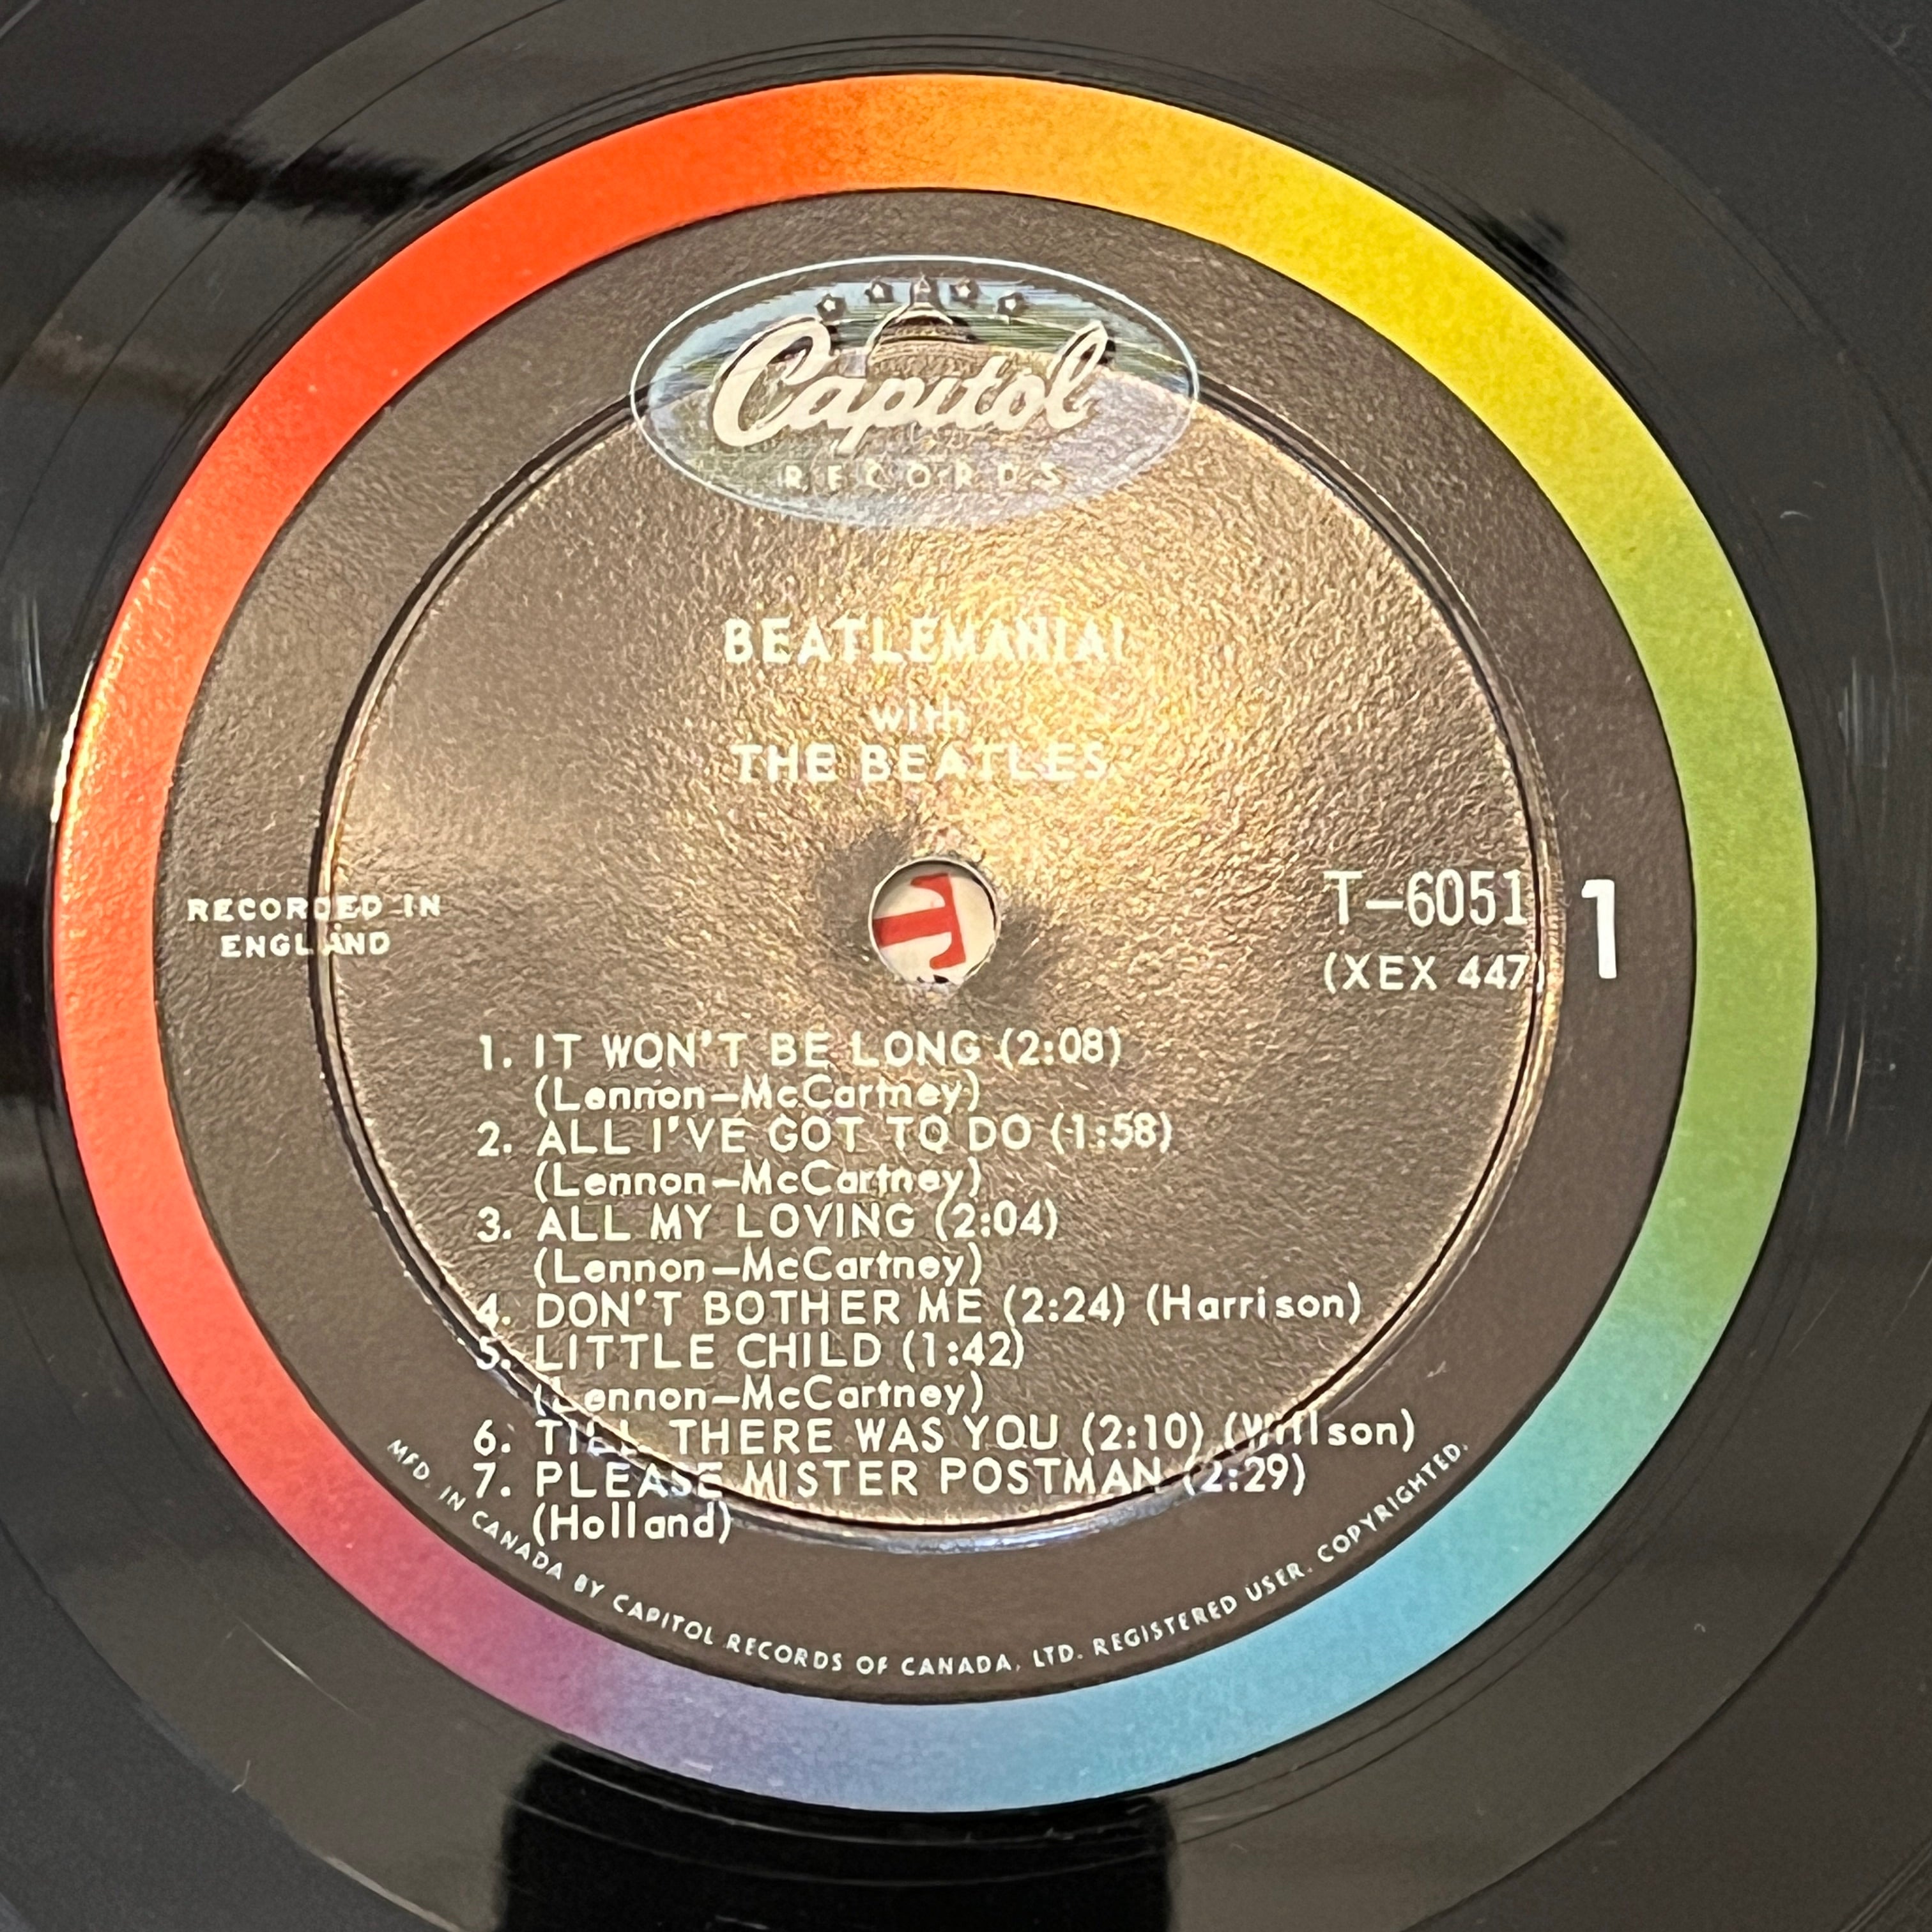 Capitol
RECORDS
BEATLEMANIA!
with
THE BEATLES
RECORDED IN
ENGLAND
T-6051
(XEX 447)
1
1. IT WON'T BE LONG (2:08)
(Lennon-McCartney)
2. ALL I'VE GOT TO DO (1:58)
(Lennon-McCartney)
3. ALL MY LOVING (2:04)
(Lennon-McCartney)
4. DON'T BOTHER ME (2:24) (Harrison)
5. LITTLE CHILD (1:42)
(Lennon-McCartney)
6. TILL THERE WAS YOU (2:10) (Willson)
7. PLEASE MISTER POSTMAN (2:29)
(Holland)
MFD. IN CANADA BY CAPITOL RECORDS OF CANADA, LTD. REGISTERED USER. COPYRIGHTED.